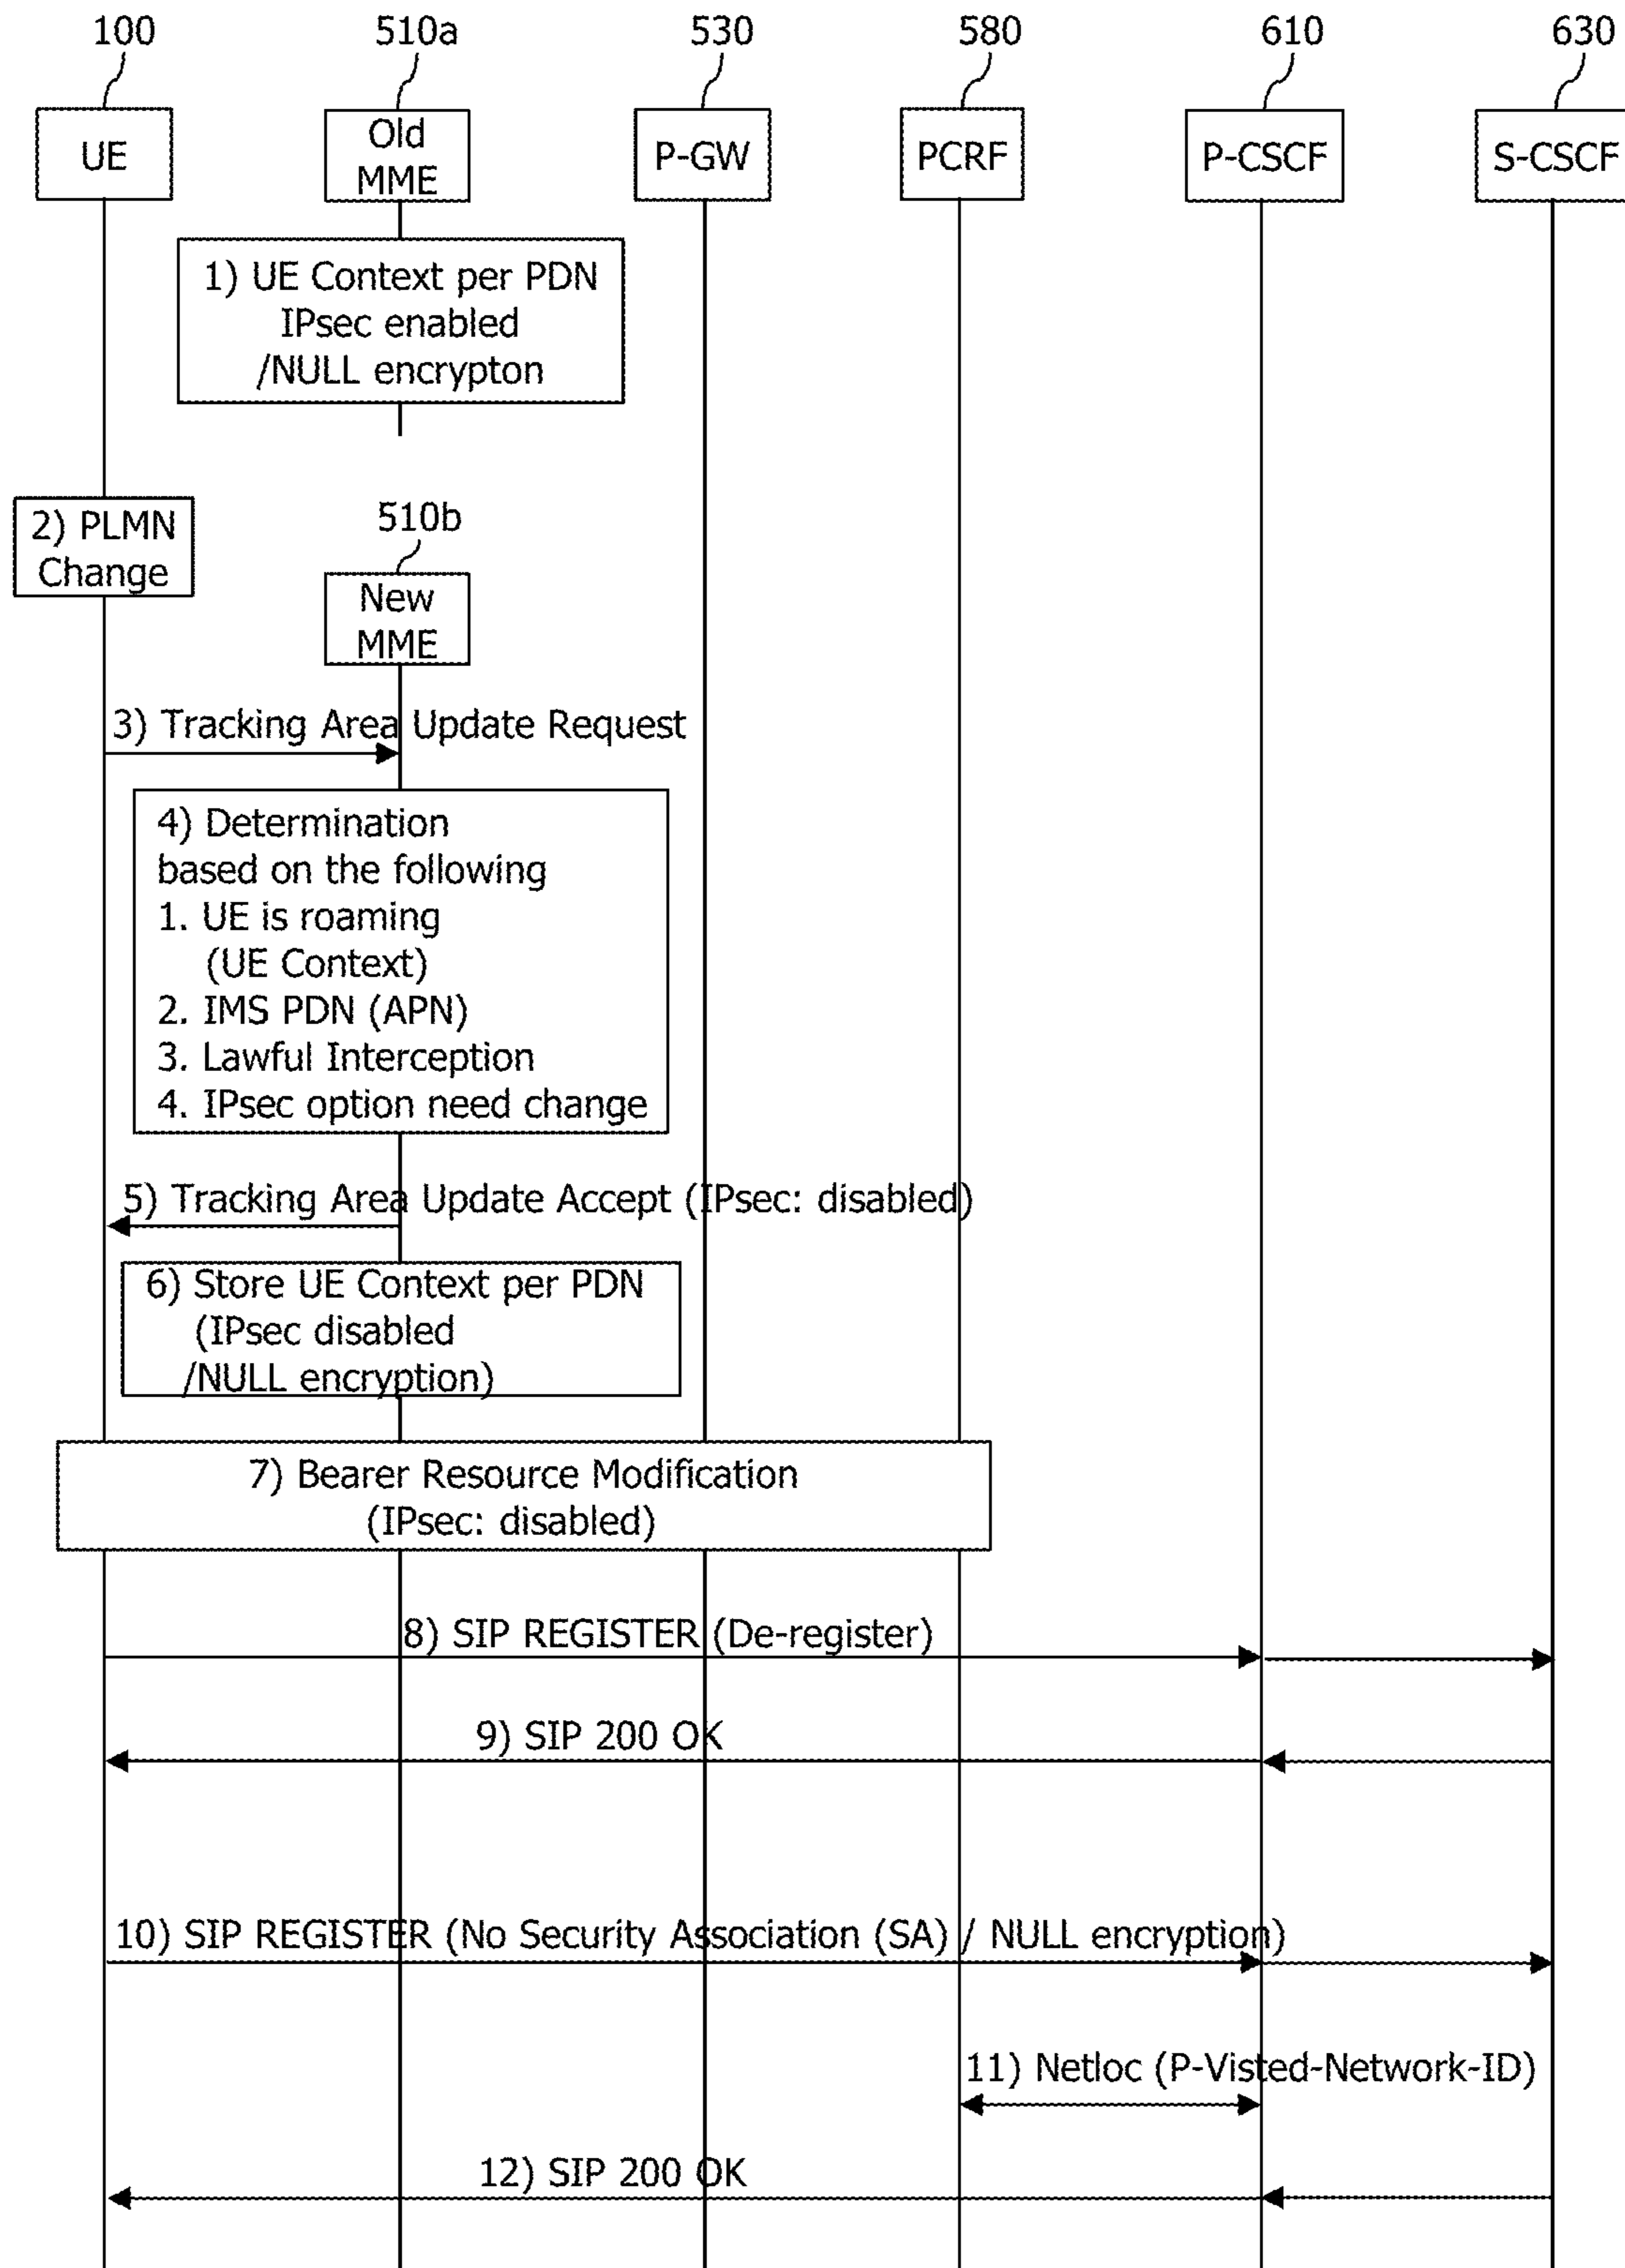 100
510a
530
580
610
630
UE
Old
MME
P-GW
PCRF
P-CSCF
S-CSCF
1) UE Context per PDN
IPsec enabled
/NULL encrypton
2) PLMN
Change
510b
New
MME
3) Tracking Area Update Request
4) Determination
based on the following
1. UE is roaming
(UE Context)
2. IMS PDN (APN)
3. Lawful Interception
4. IPsec option need change
5) Tracking Area Update Accept (IPsec: disabled)
6) Store UE Context per PDN
(IPsec disabled
/NULL encryption)
7) Bearer Resource Modification
(IPsec: disabled)
8) SIP REGISTER (De-register)
9) SIP 200 OK
10) SIP REGISTER (No Security Association (SA) / NULL encryption)
11) Netloc (P-Visted-Network-ID)
12) SIP 200 OK